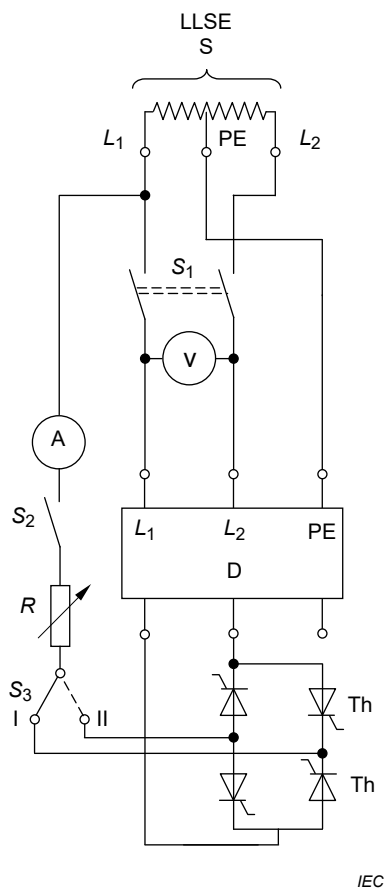 LLSE
S
L1 PE L2
S1
V
A
S2
L1 L2 PE
D
R
S3
I II
Th
Th
IEC